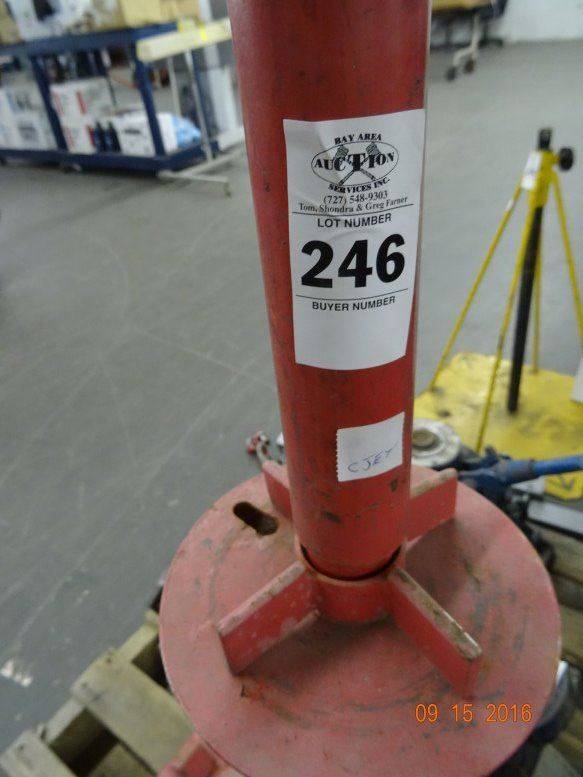 BAY AREA
AUCTION
SERVICES INC.
(727) 548-9303
Tom, Shondra & Greg Farner
LOT NUMBER
246
BUYER NUMBER
C JET
09 15 2016